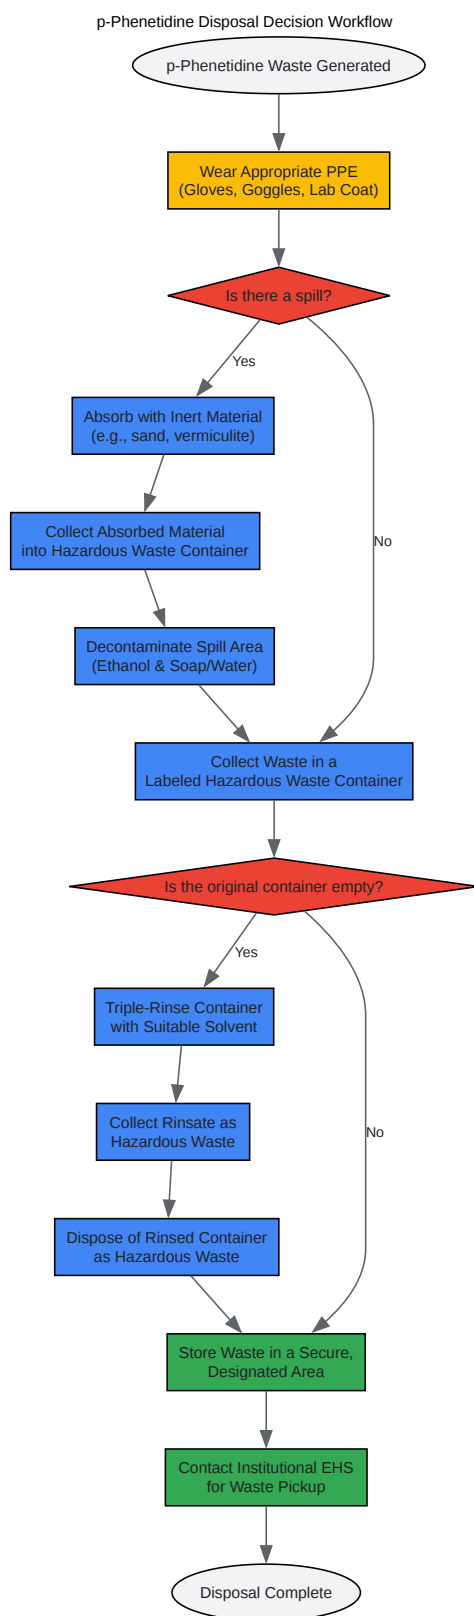 p-Phenetidine Disposal Decision Workflow
p-Phenetidine Waste Generated
Wear Appropriate PPE
(Gloves, Goggles, Lab Coat)
Is there a spill?
Yes
Absorb with Inert Material
(e.g., sand, vermiculite)
Collect Absorbed Material
into Hazardous Waste Container
No
Decontaminate Spill Area
(Ethanol & Soap/Water)
Collect Waste in a
Labeled Hazardous Waste Container
Is the original container empty?
Yes
Triple-Rinse Container
with Suitable Solvent
Collect Rinsate as
Hazardous Waste
No
Dispose of Rinsed Container
as Hazardous Waste
Store Waste in a Secure,
Designated Area
Contact Institutional EHS
for Waste Pickup
Disposal Complete